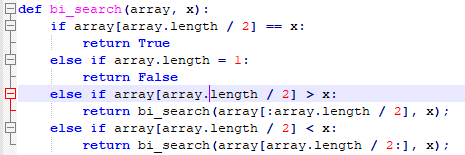 def bi_search(array, x):
    if array[array.length / 2] == x:
        return True
    else if array.length = 1:
        return False
    else if array[array.length / 2] > x:
        return bi_search(array[:array.length / 2], x);
    else if array[array.length / 2] < x:
        return bi_search(array[array.length / 2:], x);